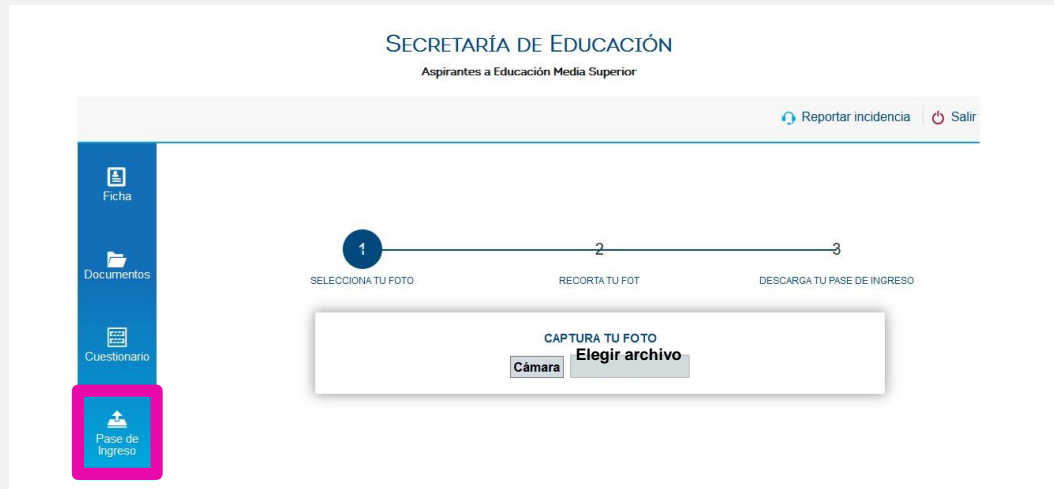 SECRETARÍA DE EDUCACIÓN
Aspirantes a Educación Media Superior
Reportar incidencia
Salir
Ficha
Documentos
Cuestionario
Pase de
Ingreso
1
2
3
SELECCIONA TU FOTO
RECORTA TU FOT
DESCARGA TU PASE DE INGRESO
CAPTURA TU FOTO
Cámara
Elegir archivo